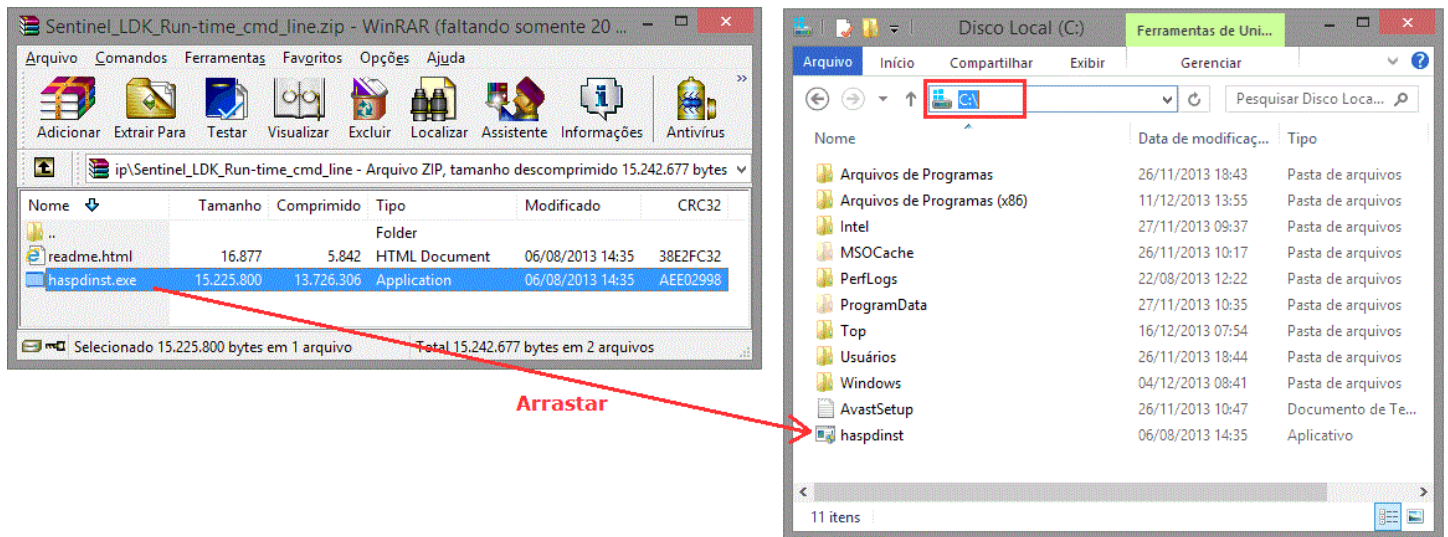 Sentinel_LDK_Run-time_cmd_line.zip - WinRAR (faltando somente 20 ...
Arquivo Comandos Ferramentas Favoritos Opções Ajuda
Adicionar Extrair Para Testar Visualizar Excluir Localizar Assistente Informações Antivírus
ip\Sentinel_LDK_Run-time_cmd_line - Arquivo ZIP, tamanho descomprimido 15.242.677 bytes
Nome Tamanho Comprimido Tipo Modificado CRC32
.. Folder
readme.html 16.877 5.842 HTML Document 06/08/2013 14:35 38E2FC32
haspdinst.exe 15.225.800 13.726.306 Application 06/08/2013 14:35 AEE02998
Selecionado 15.225.800 bytes em 1 arquivo Total 15.242.677 bytes em 2 arquivos
Arrastar
Disco Local (C:) Ferramentas de Uni...
Arquivo Início Compartilhar Exibir Gerenciar
C:\ Pesquisar Disco Loca...
Nome Data de modificaç... Tipo
Arquivos de Programas 26/11/2013 18:43 Pasta de arquivos
Arquivos de Programas (x86) 11/12/2013 13:55 Pasta de arquivos
Intel 27/11/2013 09:37 Pasta de arquivos
MSOCache 26/11/2013 10:17 Pasta de arquivos
PerfLogs 22/08/2013 12:22 Pasta de arquivos
ProgramData 27/11/2013 10:35 Pasta de arquivos
Top 16/12/2013 07:54 Pasta de arquivos
Usuários 26/11/2013 18:44 Pasta de arquivos
Windows 04/12/2013 08:41 Pasta de arquivos
AvastSetup 26/11/2013 10:47 Documento de Te...
haspdinst 06/08/2013 14:35 Aplicativo
11 itens